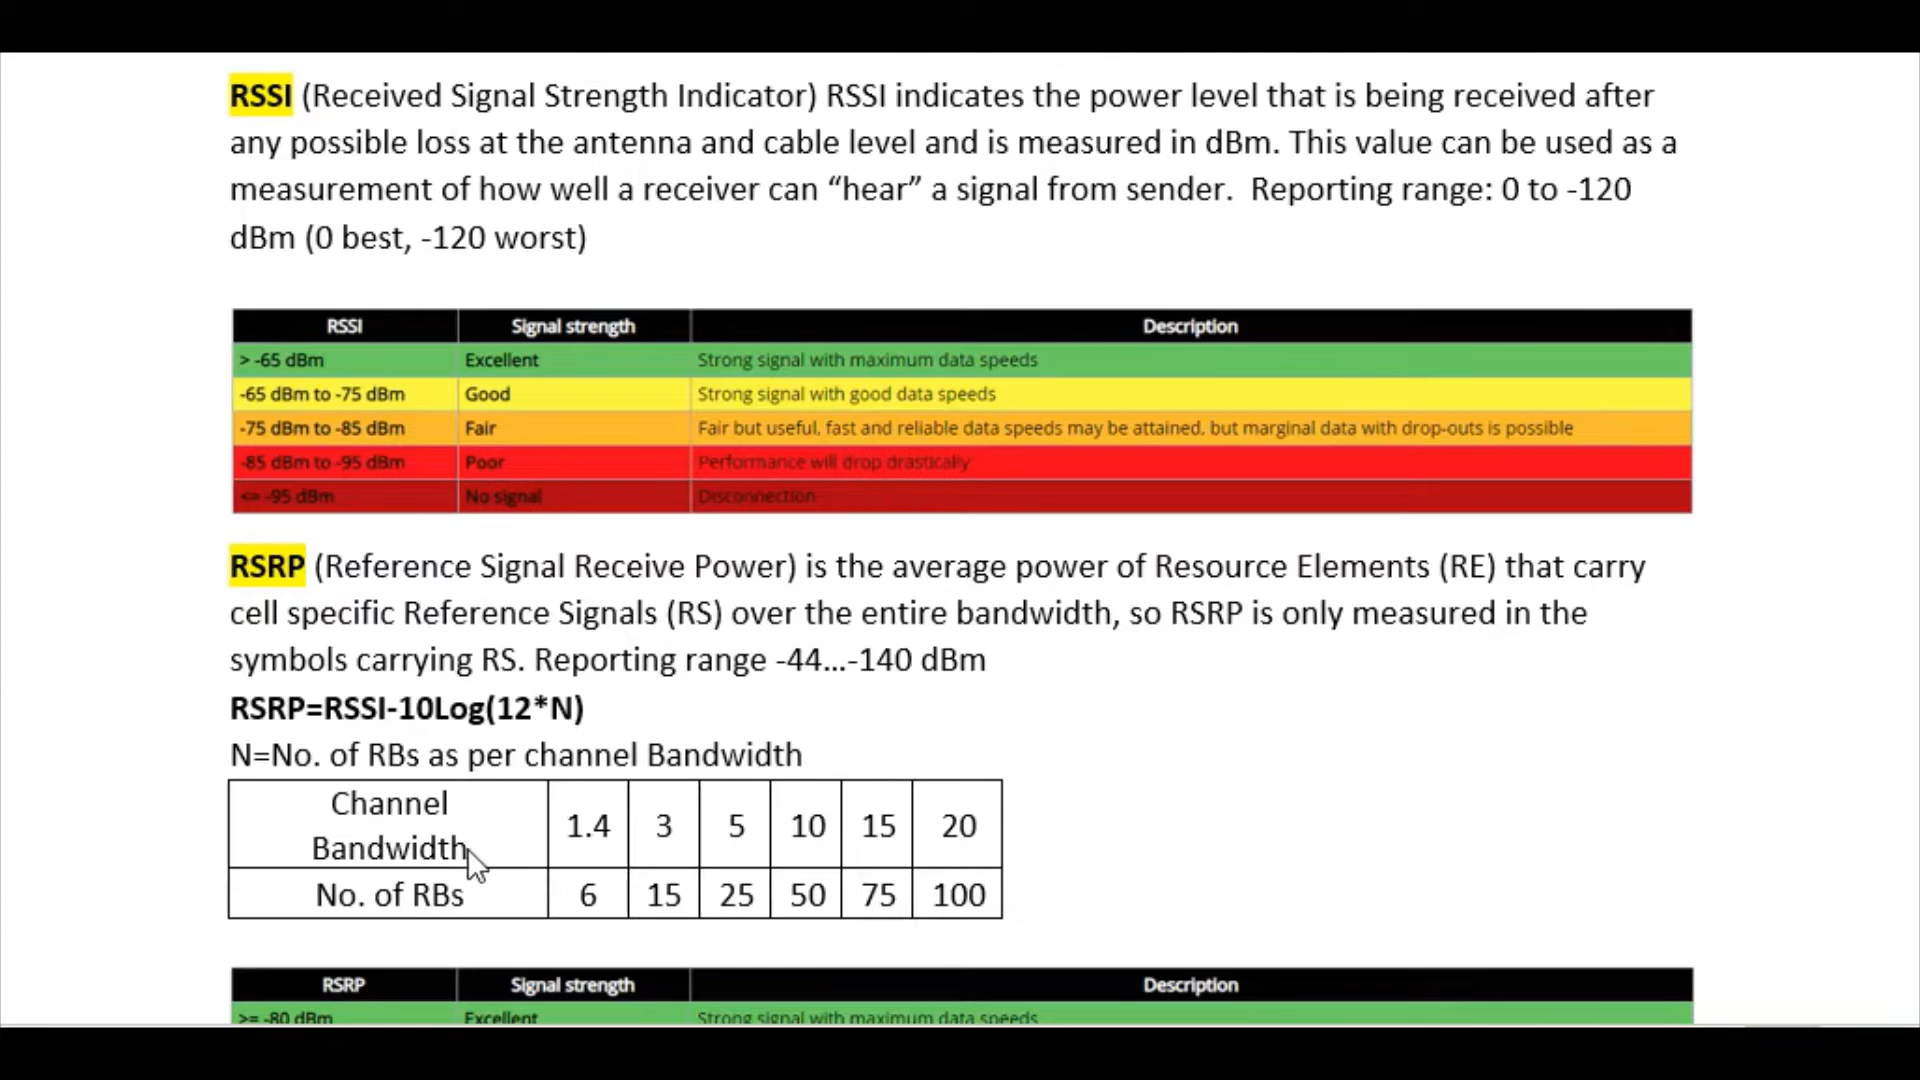 RSSI (Received Signal Strength Indicator) RSSI indicates the power level that is being received after
any possible loss at the antenna and cable level and is measured in dBm. This value can be used as a
measurement of how well a receiver can “hear” a signal from sender.  Reporting range: 0 to -120
dBm (0 best, -120 worst)
RSSI Signal strength Description
> -65 dBm Excellent Strong signal with maximum data speeds
-65 dBm to -75 dBm Good Strong signal with good data speeds
-75 dBm to -85 dBm Fair Fair but useful, fast and reliable data speeds may be attained, but marginal data with drop-outs is possible
-85 dBm to -95 dBm Poor Performance will drop drastically
<= -95 dBm No signal Disconnection
RSRP (Reference Signal Receive Power) is the average power of Resource Elements (RE) that carry
cell specific Reference Signals (RS) over the entire bandwidth, so RSRP is only measured in the
symbols carrying RS. Reporting range -44…-140 dBm
RSRP=RSSI-10Log(12*N)
N=No. of RBs as per channel Bandwidth
Channel
Bandwidth 1.4 3 5 10 15 20
No. of RBs 6 15 25 50 75 100
RSRP Signal strength Description
>= -80 dBm Excellent Strong signal with maximum data speeds